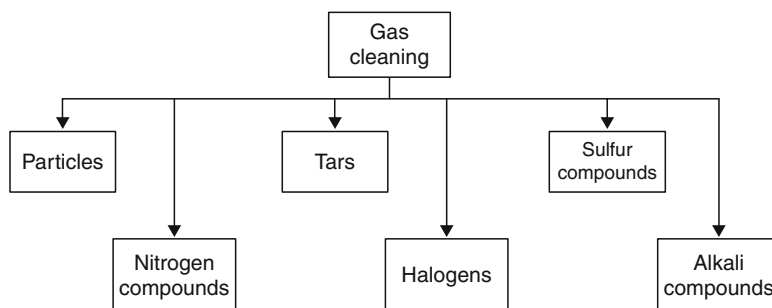 Gas
cleaning
Particles
Tars
Sulfur
compounds
Nitrogen
compounds
Halogens
Alkali
compounds